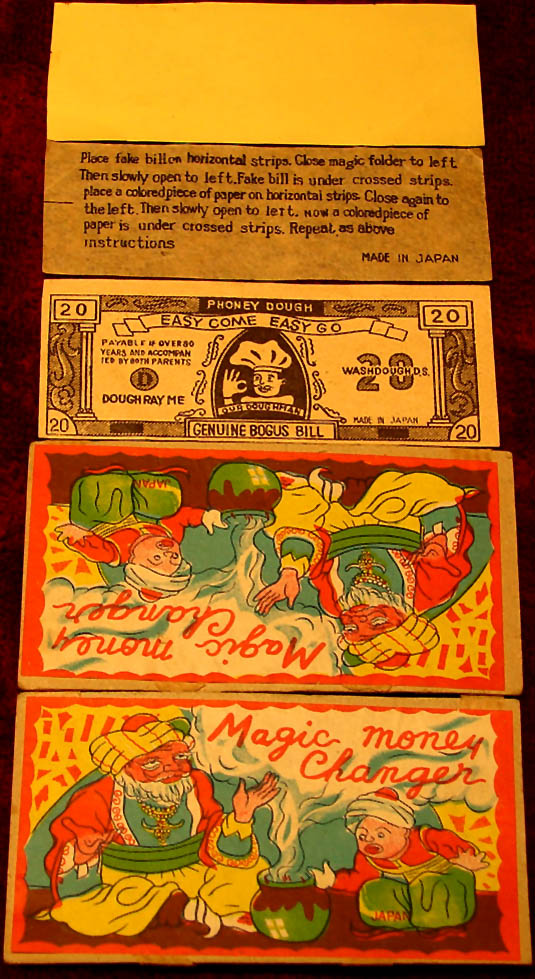 Place fake bill on horizontal strips. Close magic folder to left
Then slowly open to left. Fake bill is under crossed strips.
place a colored piece of paper on horizontal strips. Close again to
the left. Then slowly open to left. NOW a colored piece of
paper is under crossed strips. Repeat as above
instructions
MADE IN JAPAN
20
PHONEY DOUGH
20
EASY COME EASY GO
PAYABLE IF OVER 80
YEARS AND ACCOMPAN
IED BY BOTH PARENTS
D
DOUGH RAY ME
20
WASHDOUGH, D.S.
OUR DOUGHMAN
MADE IN JAPAN
20
GENUINE BOGUS BILL
20
JAPAN
Magic money
Changer
Magic money
Changer
JAPAN